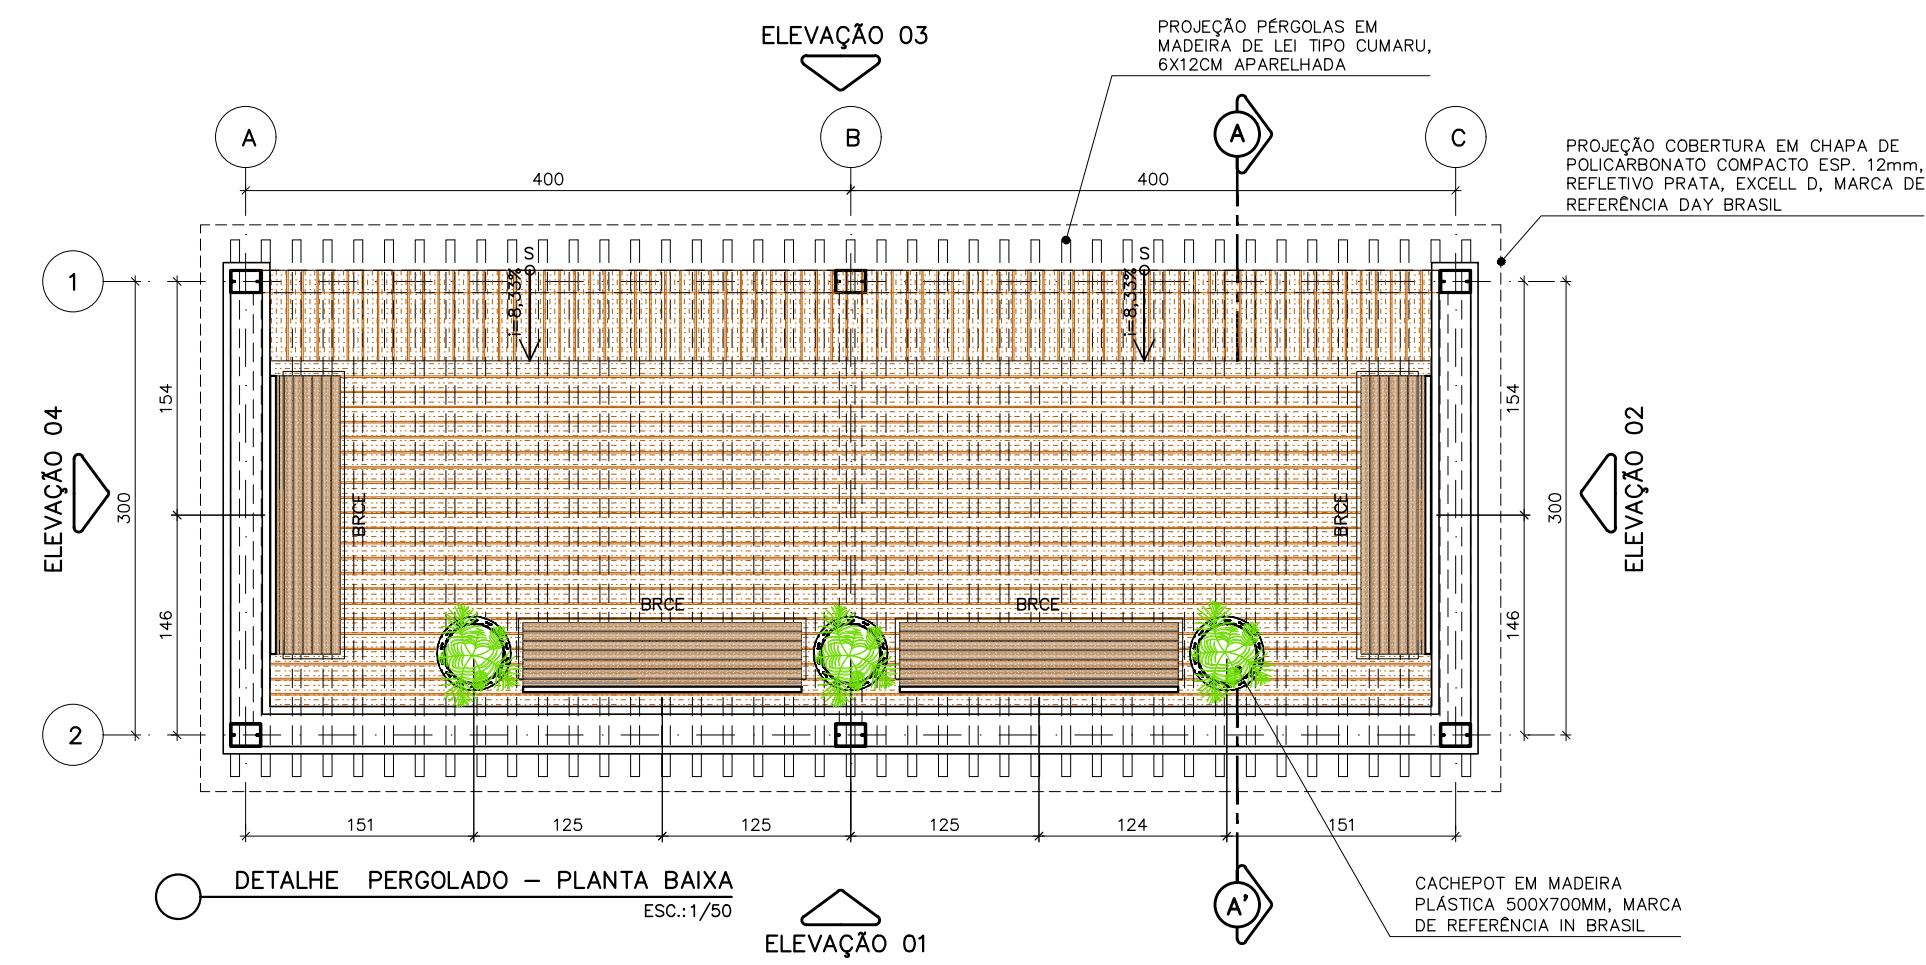 ELEVAÇÃO 03
PROJEÇÃO PÉRGOLAS EM
MADEIRA DE LEI TIPO CUMARU,
6X12CM APARELHADA
A
B
A
C
PROJEÇÃO COBERTURA EM CHAPA DE
POLICARBONATO COMPACTO ESP. 12mm,
REFLETIVO PRATA, EXCELL D, MARCA DE
REFERÊNCIA DAY BRASIL
400
400
S
S
1
i=8,33%
i=8,33%
154
154
ELEVAÇÃO 04
300
BRCE
BRCE
300
ELEVAÇÃO 02
146
146
BRCE
BRCE
2
151
125
125
125
124
151
DETALHE PERGOLADO – PLANTA BAIXA
ESC.:1/50
A'
CACHEPOT EM MADEIRA
PLÁSTICA 500X700MM, MARCA
DE REFERÊNCIA IN BRASIL
ELEVAÇÃO 01